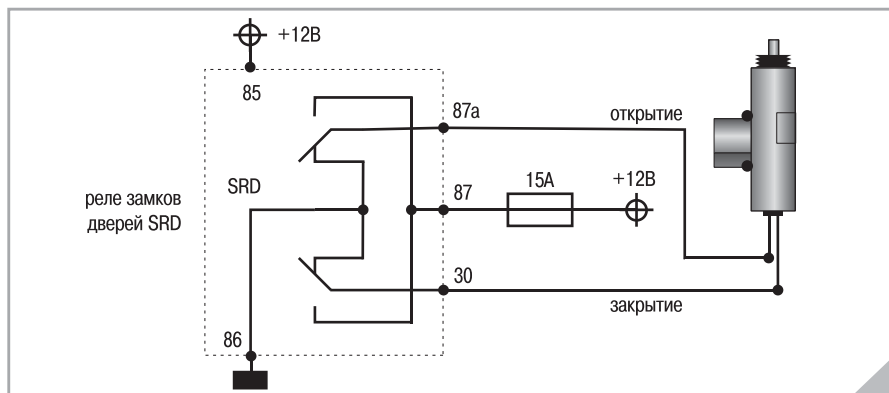 +12В
85
87а
открытие
SRD
87
15А
+12В
реле замков
дверей SRD
30
закрытие
86